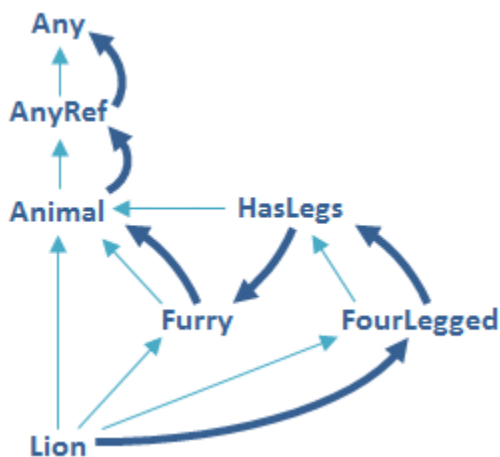 Any
AnyRef
Animal
HasLegs
Furry
FourLegged
Lion